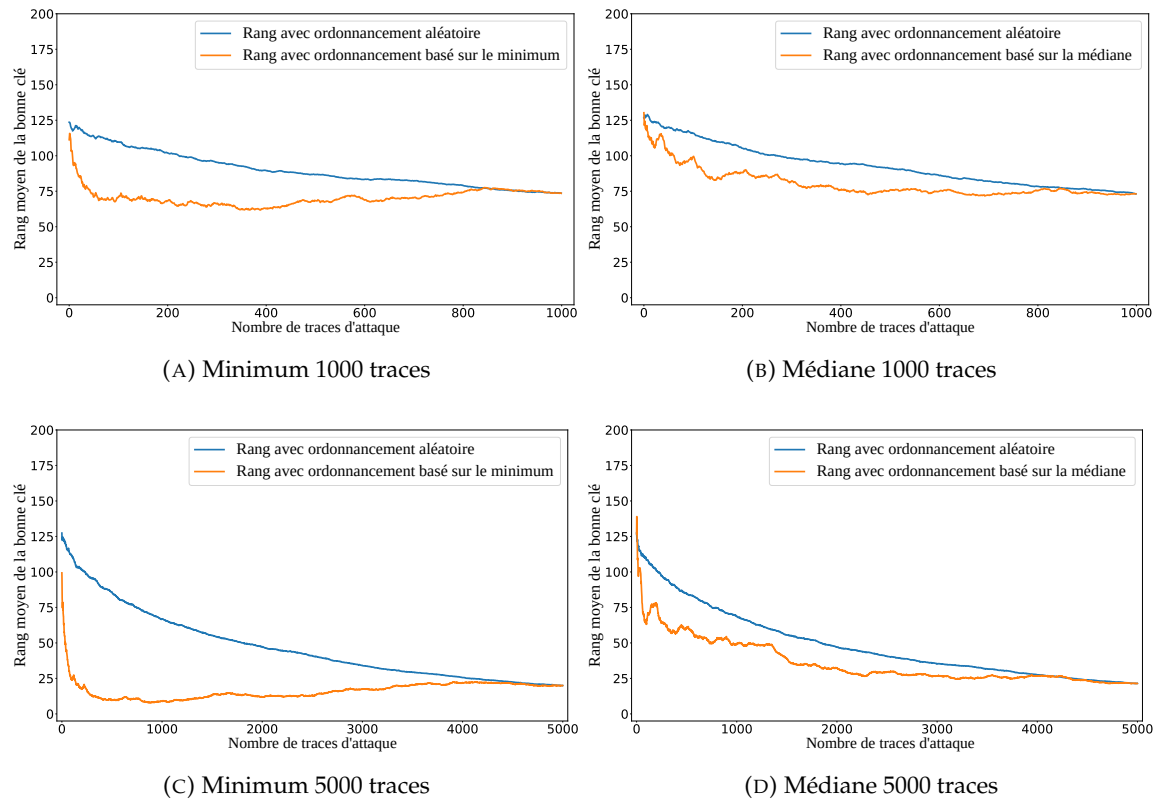 200
175
150
125
100
75
50
25
0
Rang moyen de la bonne clé
Rang avec ordonnancement aléatoire
Rang avec ordonnancement basé sur le minimum
0 200 400 600 800 1000
Nombre de traces d'attaque
(A) Minimum 1000 traces
200
175
150
125
100
75
50
25
0
Rang moyen de la bonne clé
Rang avec ordonnancement aléatoire
Rang avec ordonnancement basé sur la médiane
0 200 400 600 800 1000
Nombre de traces d'attaque
(B) Médiane 1000 traces
200
175
150
125
100
75
50
25
0
Rang moyen de la bonne clé
Rang avec ordonnancement aléatoire
Rang avec ordonnancement basé sur le minimum
0 1000 2000 3000 4000 5000
Nombre de traces d'attaque
(C) Minimum 5000 traces
200
175
150
125
100
75
50
25
0
Rang moyen de la bonne clé
Rang avec ordonnancement aléatoire
Rang avec ordonnancement basé sur la médiane
0 1000 2000 3000 4000 5000
Nombre de traces d'attaque
(D) Médiane 5000 traces